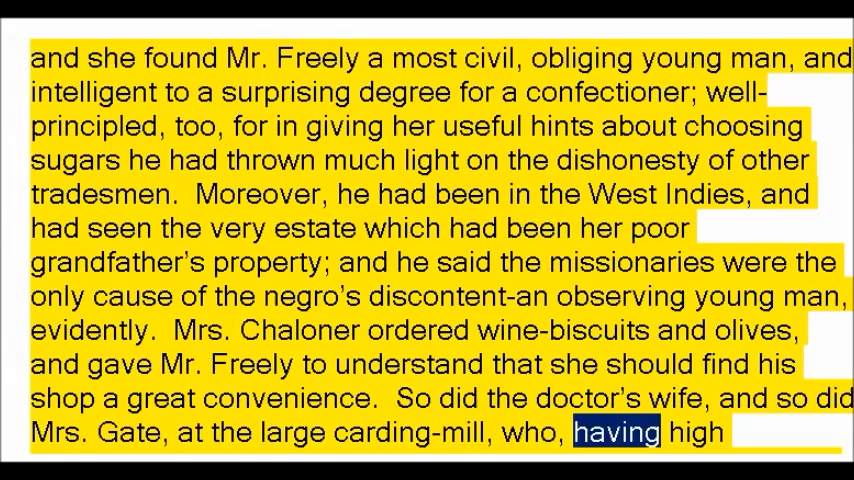 and she found Mr. Freely a most civil, obliging young man, and
intelligent to a surprising degree for a confectioner; well-
principled, too, for in giving her useful hints about choosing
sugars he had thrown much light on the dishonesty of other
tradesmen.  Moreover, he had been in the West Indies, and
had seen the very estate which had been her poor
grandfather’s property; and he said the missionaries were the
only cause of the negro’s discontent-an observing young man,
evidently.  Mrs. Chaloner ordered wine-biscuits and olives,
and gave Mr. Freely to understand that she should find his
shop a great convenience.  So did the doctor’s wife, and so did
Mrs. Gate, at the large carding-mill, who, having high